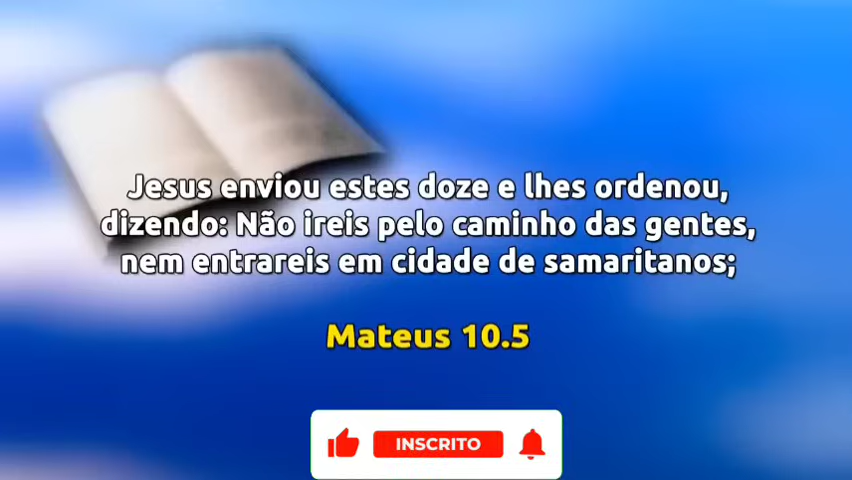 Jesus enviou estes doze e lhes ordenou,
dizendo: Não ireis pelo caminho das gentes,
nem entrareis em cidade de samaritanos;
Mateus 10.5
INSCRITO